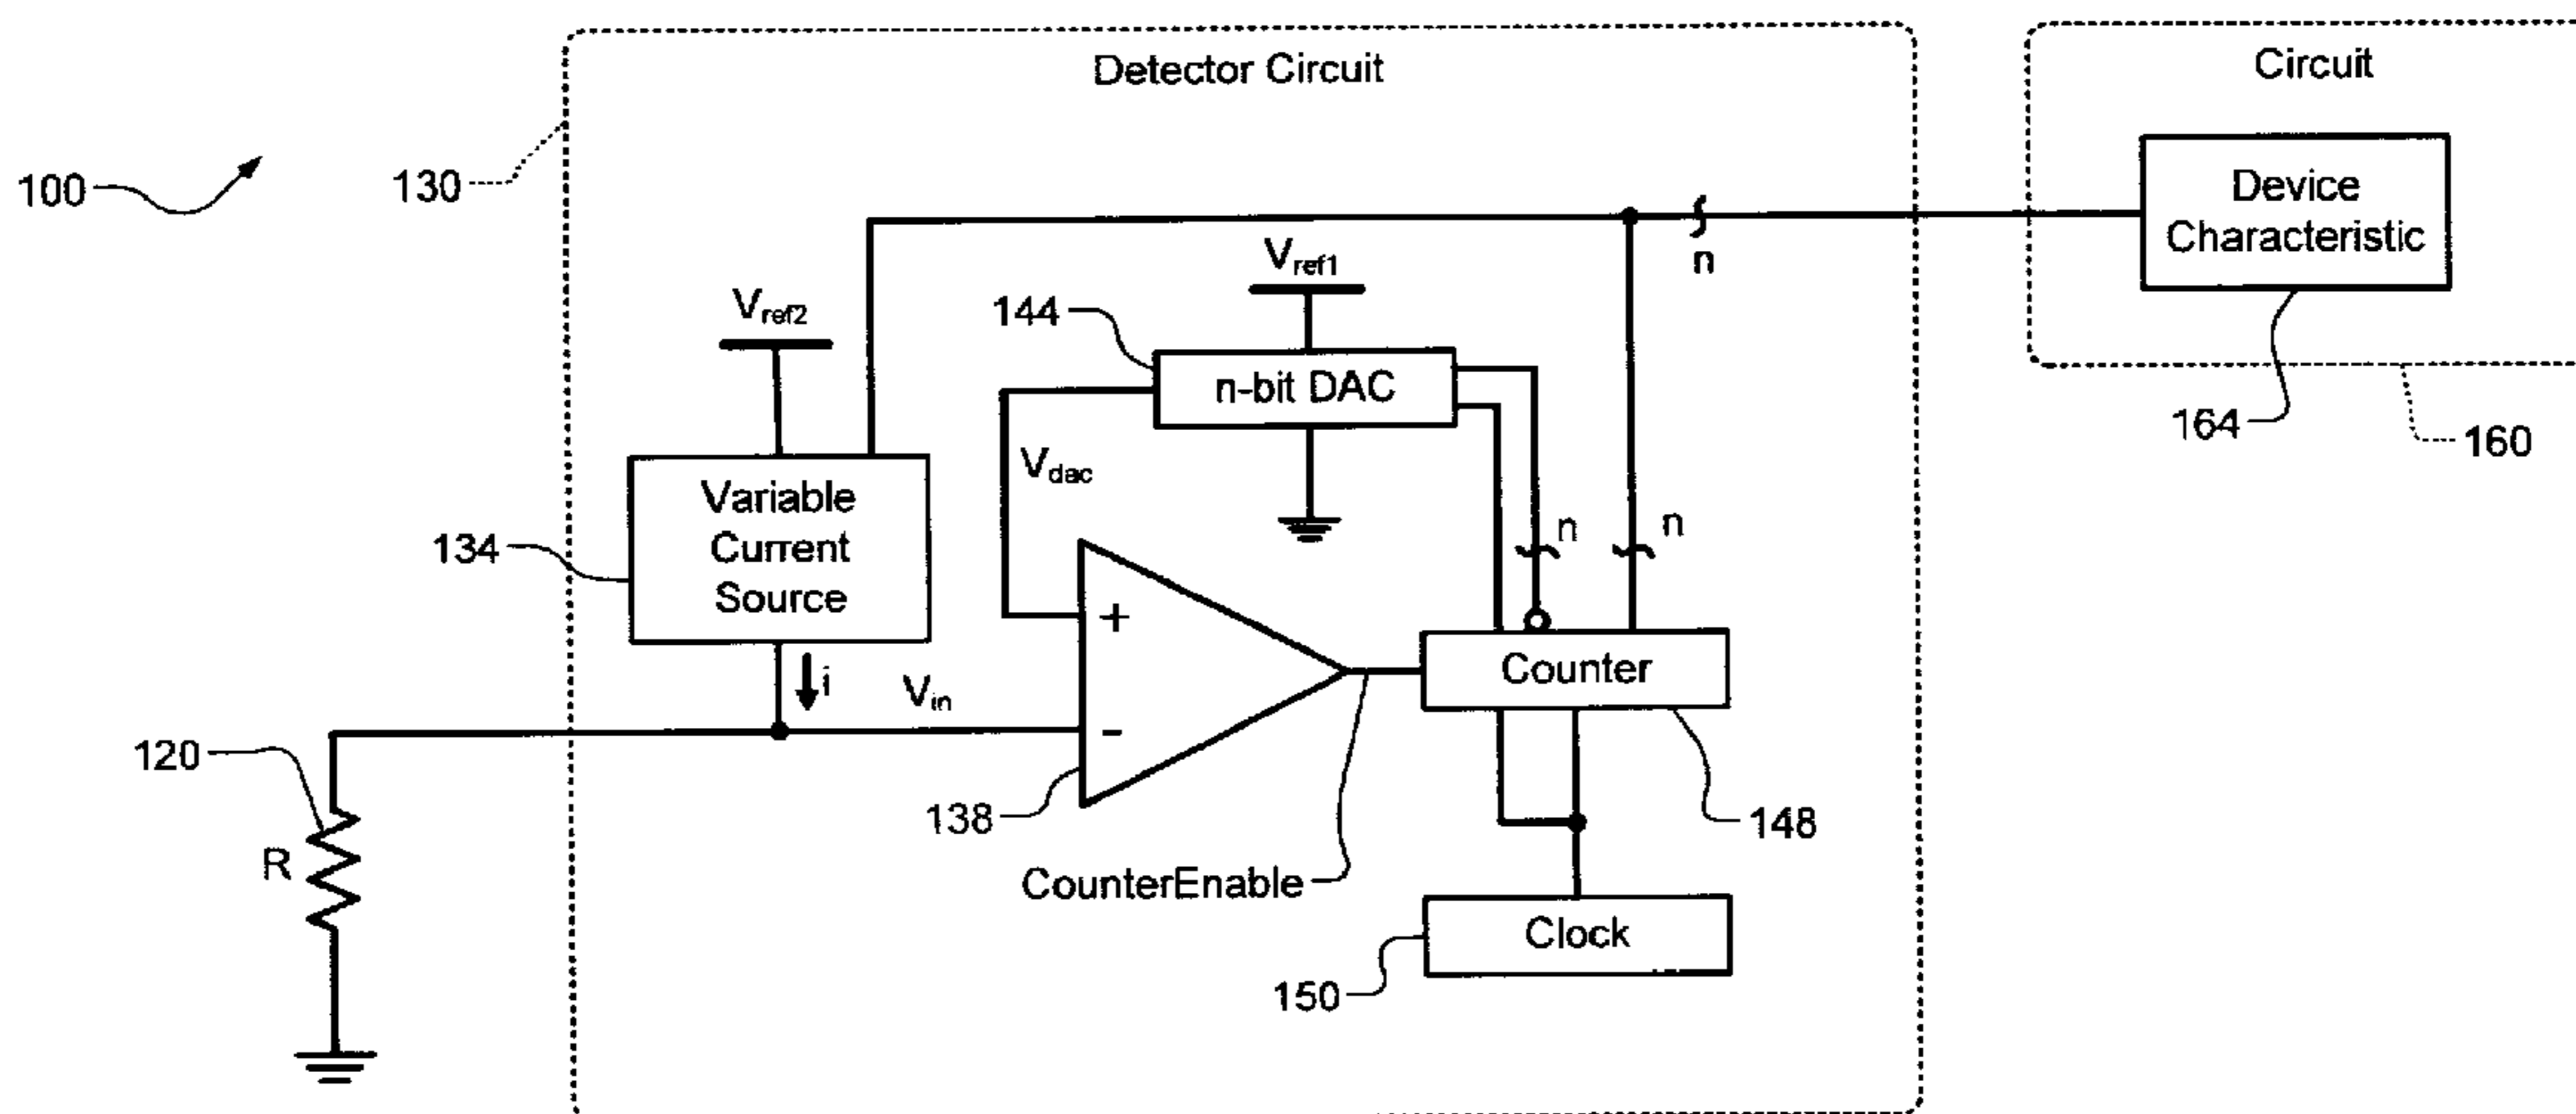 Detector Circuit
Circuit
100
130
Device
Characteristic
n
Vref1
Vref2
144
n-bit DAC
164
160
Vdac
Variable
Current
Source
134
n
n
+
Counter
i
Vin
-
120
138
148
R
CounterEnable
Clock
150